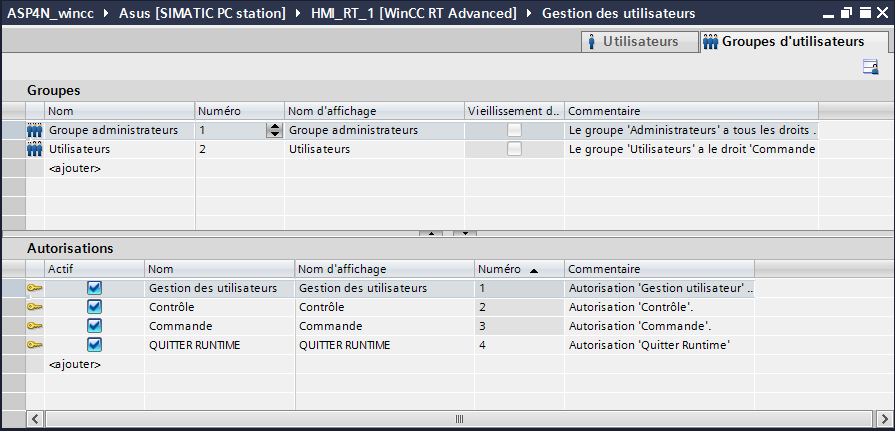 ASP4N_wincc ▸ Asus [SIMATIC PC station] ▸ HMI_RT_1 [WinCC RT Advanced] ▸ Gestion des utilisateurs
Utilisateurs Groupes d'utilisateurs
Groupes
Nom Numéro Nom d'affichage Vieillissement d.. Commentaire
Groupe administrateurs 1 Groupe administrateurs Le groupe 'Administrateurs' a tous les droits .
Utilisateurs 2 Utilisateurs Le groupe 'Utilisateurs' a le droit 'Commande
<ajouter>
Autorisations
Actif Nom Nom d'affichage Numéro Commentaire
Gestion des utilisateurs Gestion des utilisateurs 1 Autorisation 'Gestion utilisateur' ..
Contrôle Contrôle 2 Autorisation 'Contrôle'.
Commande Commande 3 Autorisation 'Commande'.
QUITTER RUNTIME QUITTER RUNTIME 4 Autorisation 'Quitter Runtime'
<ajouter>